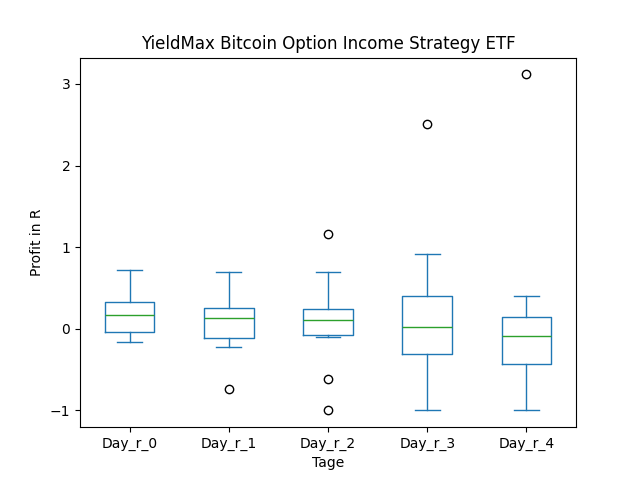 YieldMax Bitcoin Option Income Strategy ETF
Profit in R
3
2
1
0
−1
Day_r_0 Day_r_1 Day_r_2 Day_r_3 Day_r_4
Tage